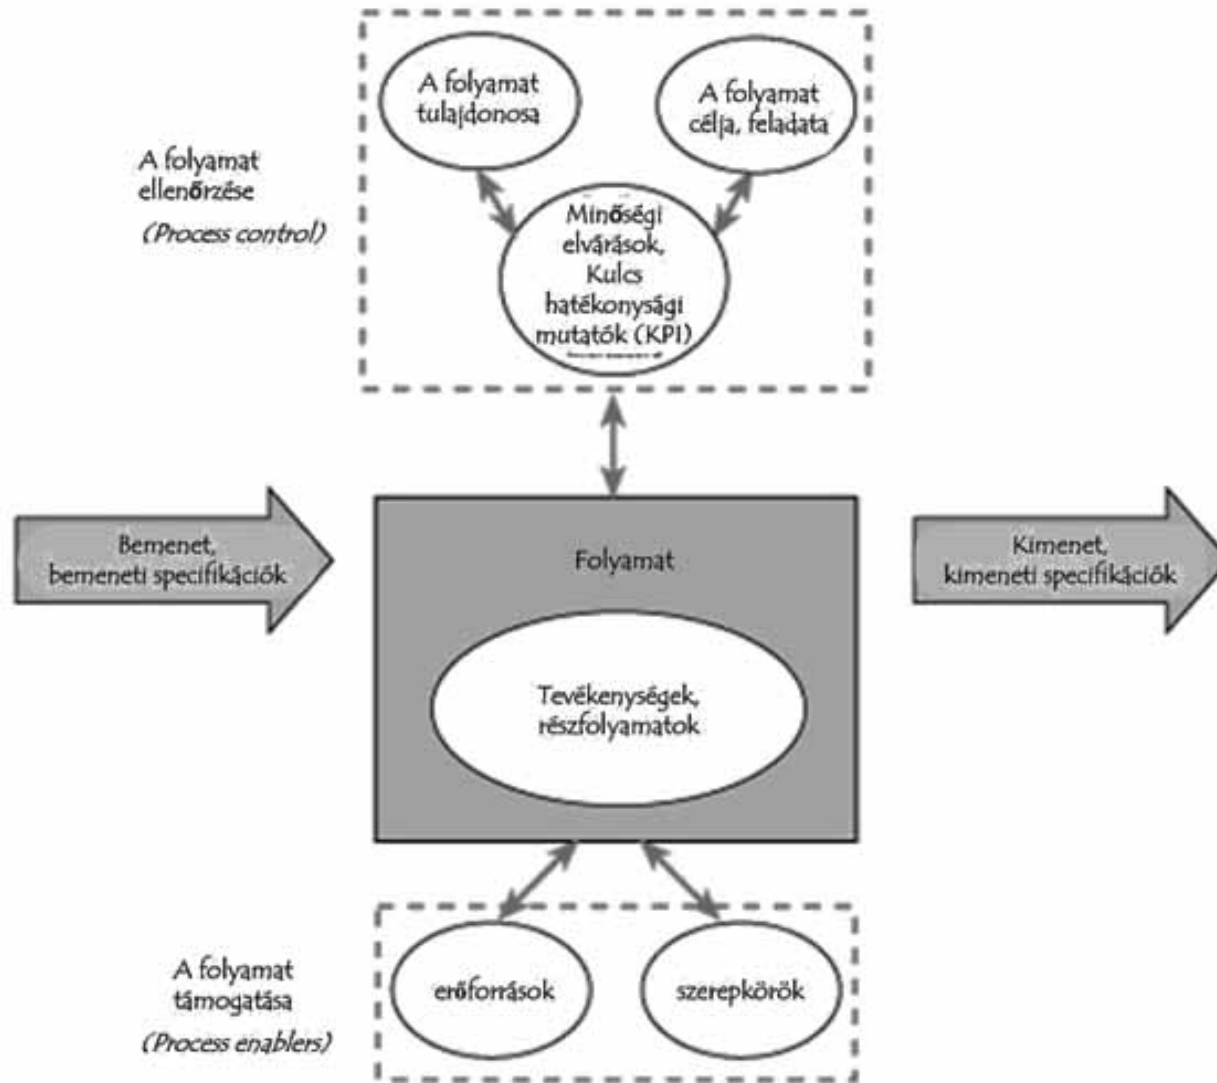 A folyamat
tulajdonosa
A folyamat
célja, feladata
A folyamat
ellenőrzése
(Process control)
Minőségi
elvárások,
Kulcs
hatékonysági
mutatók (KPI)
Bemenet,
bemeneti specifikációk
Folyamat
Kimenet,
kimeneti specifikációk
Tevékenységek,
részfolyamatok
A folyamat
támogatása
(Process enablers)
erőforrások
szerepkörök